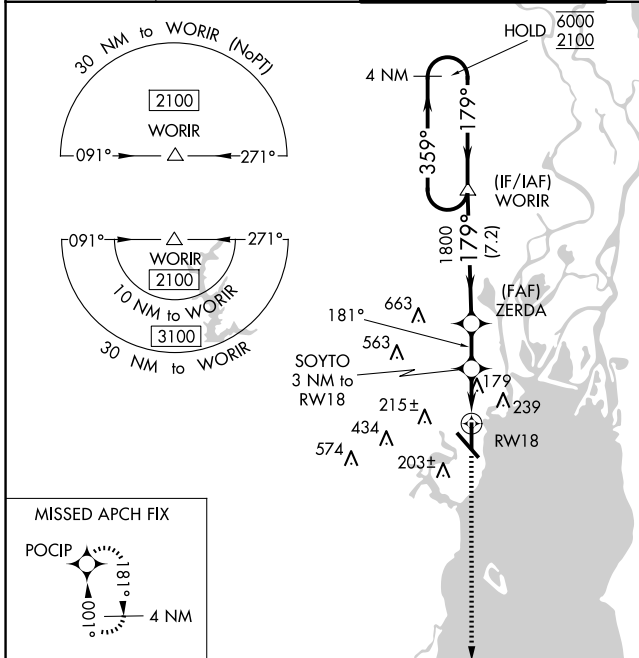 30 NM to WORIR (NoPT)
2100
WORIR
091°
271°
091°
271°
WORIR
2100
10 NM to WORIR
3100
30 NM to WORIR
HOLD
6000
2100
4 NM
359°
179°
(IF/IAF)
WORIR
1800
179°
(7.2)
(FAF)
ZERDA
663
181°
563
SOYTO
3 NM to
RW18
179
239
215±
434
574
203±
RW18
MISSED APCH FIX
POCIP
181°
001°
4 NM